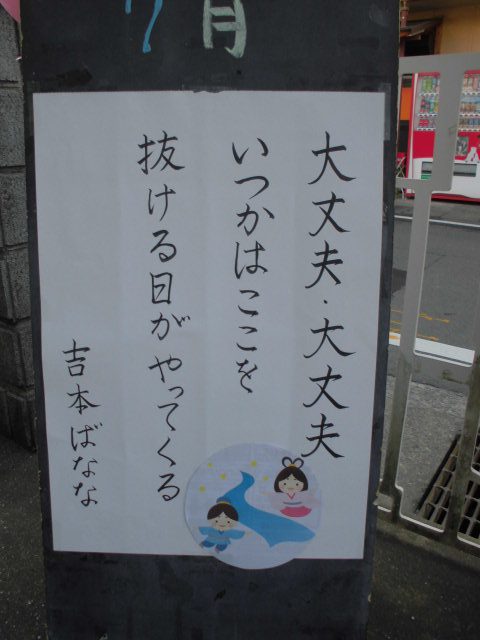 7月
大丈夫・大丈夫
いつかはここを
抜ける日がやってくる
吉本ばなな